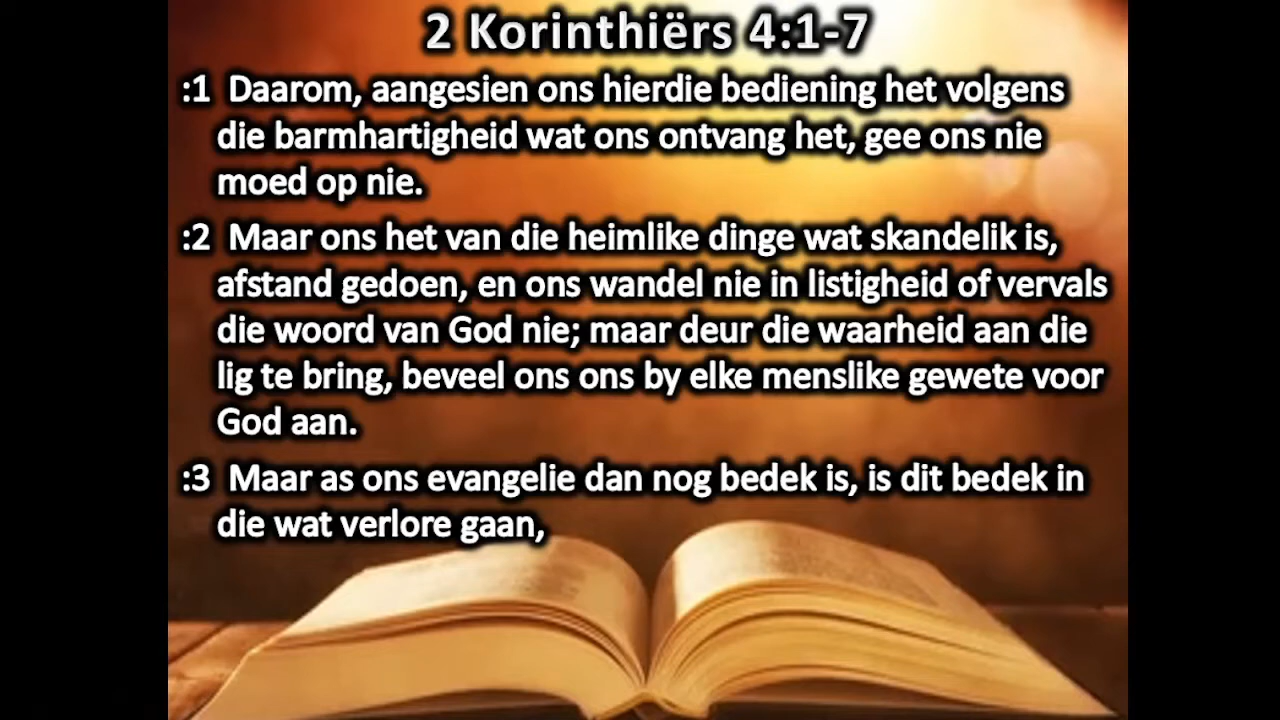 2 Korinthiërs 4:1-7
:1 Daarom, aangesien ons hierdie bediening het volgens
die barmhartigheid wat ons ontvang het, gee ons nie
moed op nie.
:2 Maar ons het van die heimlike dinge wat skandelik is,
afstand gedoen, en ons wandel nie in listigheid of vervals
die woord van God nie; maar deur die waarheid aan die
lig te bring, beveel ons ons by elke menslike gewete voor
God aan.
:3 Maar as ons evangelie dan nog bedek is, is dit bedek in
die wat verlore gaan,